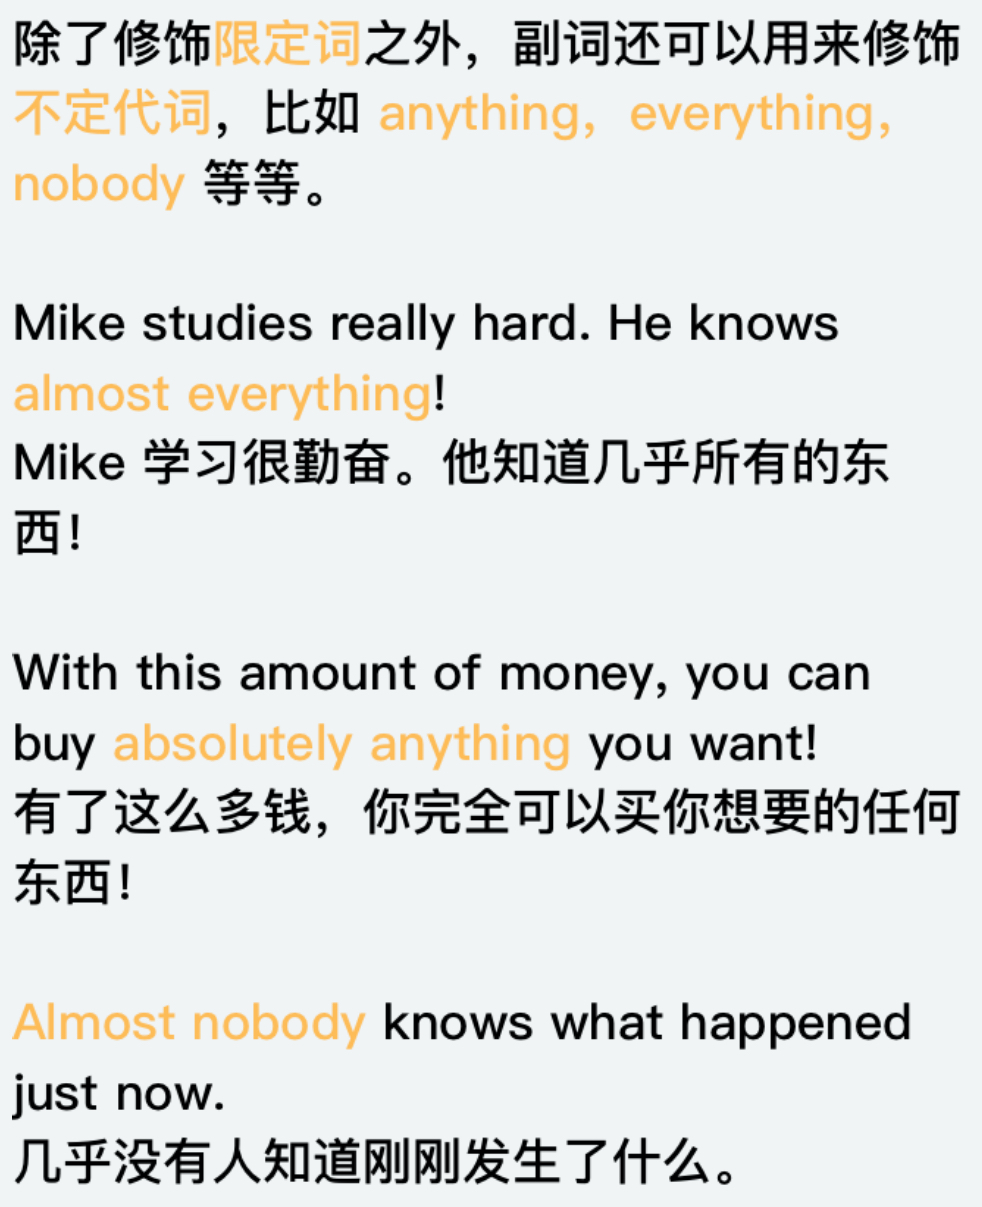 除了修饰限定词之外，副词还可以用来修饰
不定代词，比如 anything，everything，
nobody 等等。
Mike studies really hard. He knows
almost everything!
Mike 学习很勤奋。他知道几乎所有的东
西！
With this amount of money, you can
buy absolutely anything you want!
有了这么多钱，你完全可以买你想要的任何
东西！
Almost nobody knows what happened
just now.
几乎没有人知道刚刚发生了什么。